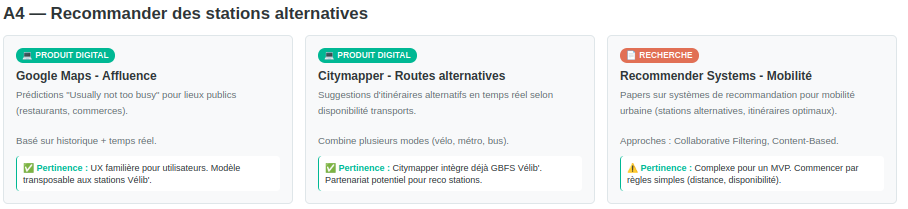 A4 — Recommander des stations alternatives
💻 PRODUIT DIGITAL
Google Maps - Affluence
Prédictions "Usually not too busy" pour lieux publics
(restaurants, commerces).
Basé sur historique + temps réel.
✅ Pertinence : UX familière pour utilisateurs. Modèle
transposable aux stations Vélib'.
💻 PRODUIT DIGITAL
Citymapper - Routes alternatives
Suggestions d'itinéraires alternatifs en temps réel selon
disponibilité transports.
Combine plusieurs modes (vélo, métro, bus).
✅ Pertinence : Citymapper intègre déjà GBFS Vélib'.
Partenariat potentiel pour reco stations.
📄 RECHERCHE
Recommender Systems - Mobilité
Papers sur systèmes de recommandation pour mobilité
urbaine (stations alternatives, itinéraires optimaux).
Approches : Collaborative Filtering, Content-Based.
⚠️ Pertinence : Complexe pour un MVP. Commencer par
règles simples (distance, disponibilité).